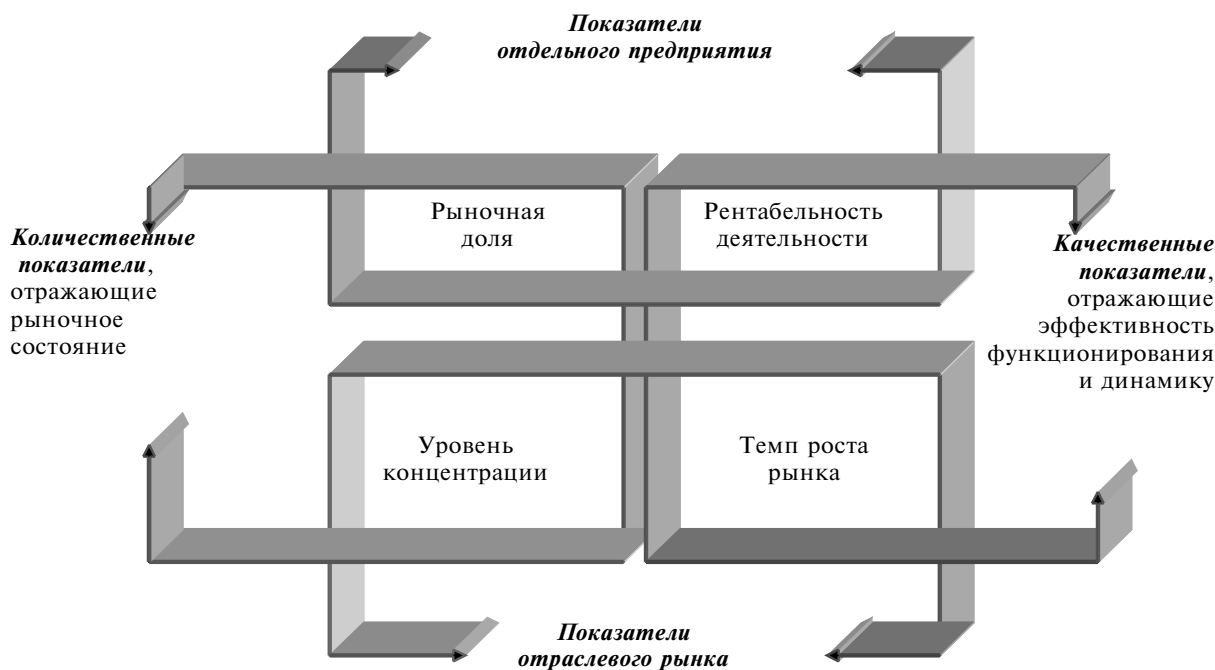 Показатели
отдельного предприятия
Рыночная
доля
Рентабельность
деятельности
Количественные
показатели,
отражающие
рыночное
состояние
Качественные
показатели,
отражающие
эффективность
функционирования
и динамику
Уровень
концентрации
Темп роста
рынка
Показатели
отраслевого рынка